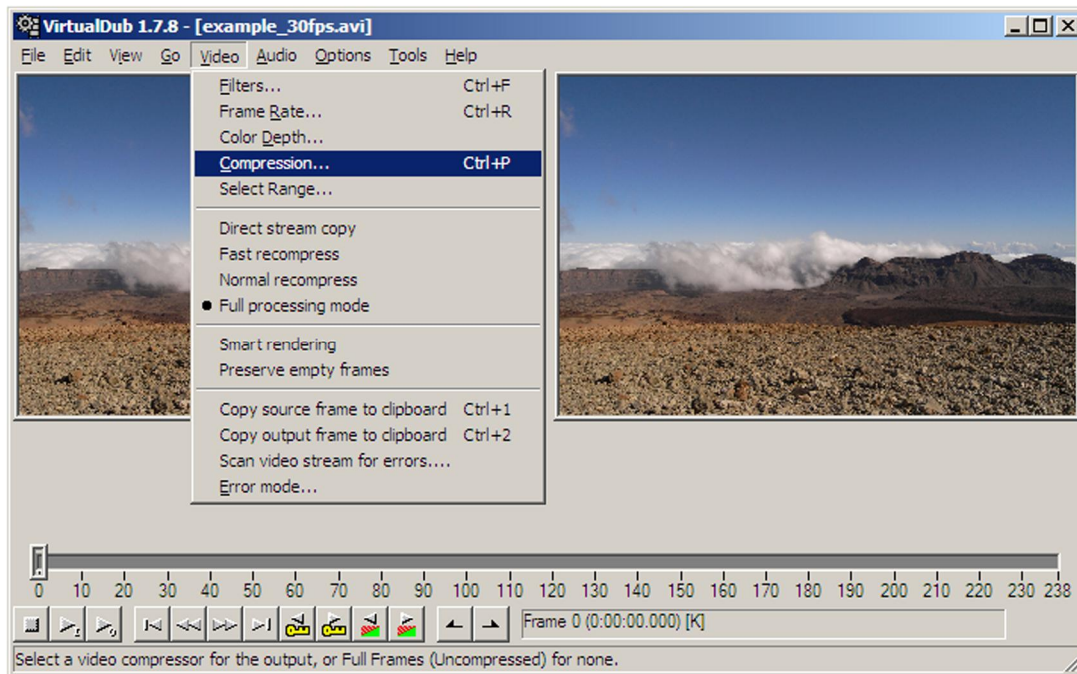 VirtualDub 1.7.8 - [example_30fps.avi]
File Edit View Go Video Audio Options Tools Help
Filters... Ctrl+F
Frame Rate... Ctrl+R
Color Depth...
Compression... Ctrl+P
Select Range...
Direct stream copy
Fast recompress
Normal recompress
Full processing mode
Smart rendering
Preserve empty frames
Copy source frame to clipboard Ctrl+1
Copy output frame to clipboard Ctrl+2
Scan video stream for errors....
Error mode...
0 10 20 30 40 50 60 70 80 90 100 110 120 130 140 150 160 170 180 190 200 210 220 230 238
Frame 0 (0:00:00.000) [K]
Select a video compressor for the output, or Full Frames (Uncompressed) for none.